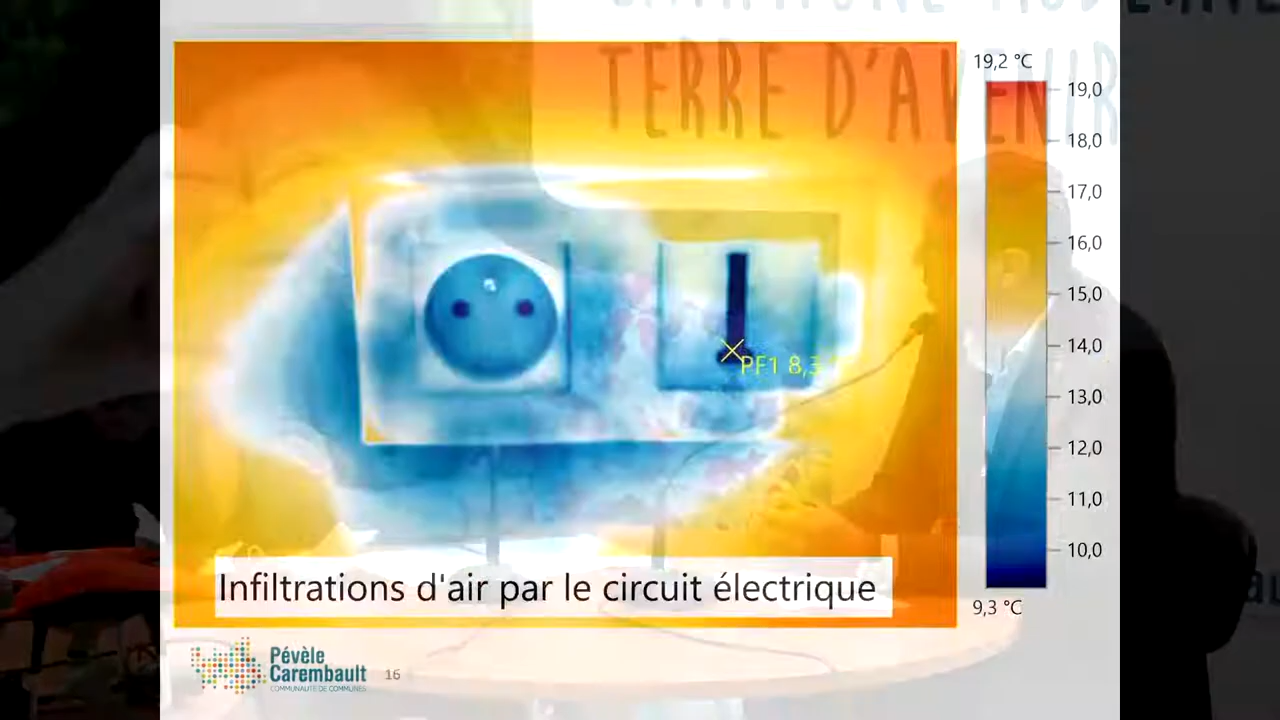 TERRE D'AVENIR
19,2 °C
19,0
18,0
17,0
16,0
15,0
14,0
13,0
12,0
11,0
10,0
9,3 °C
PF1 8,3
Infiltrations d'air par le circuit électrique
Pévèle
Carembault
COMMUNAUTÉ DE COMMUNES
16